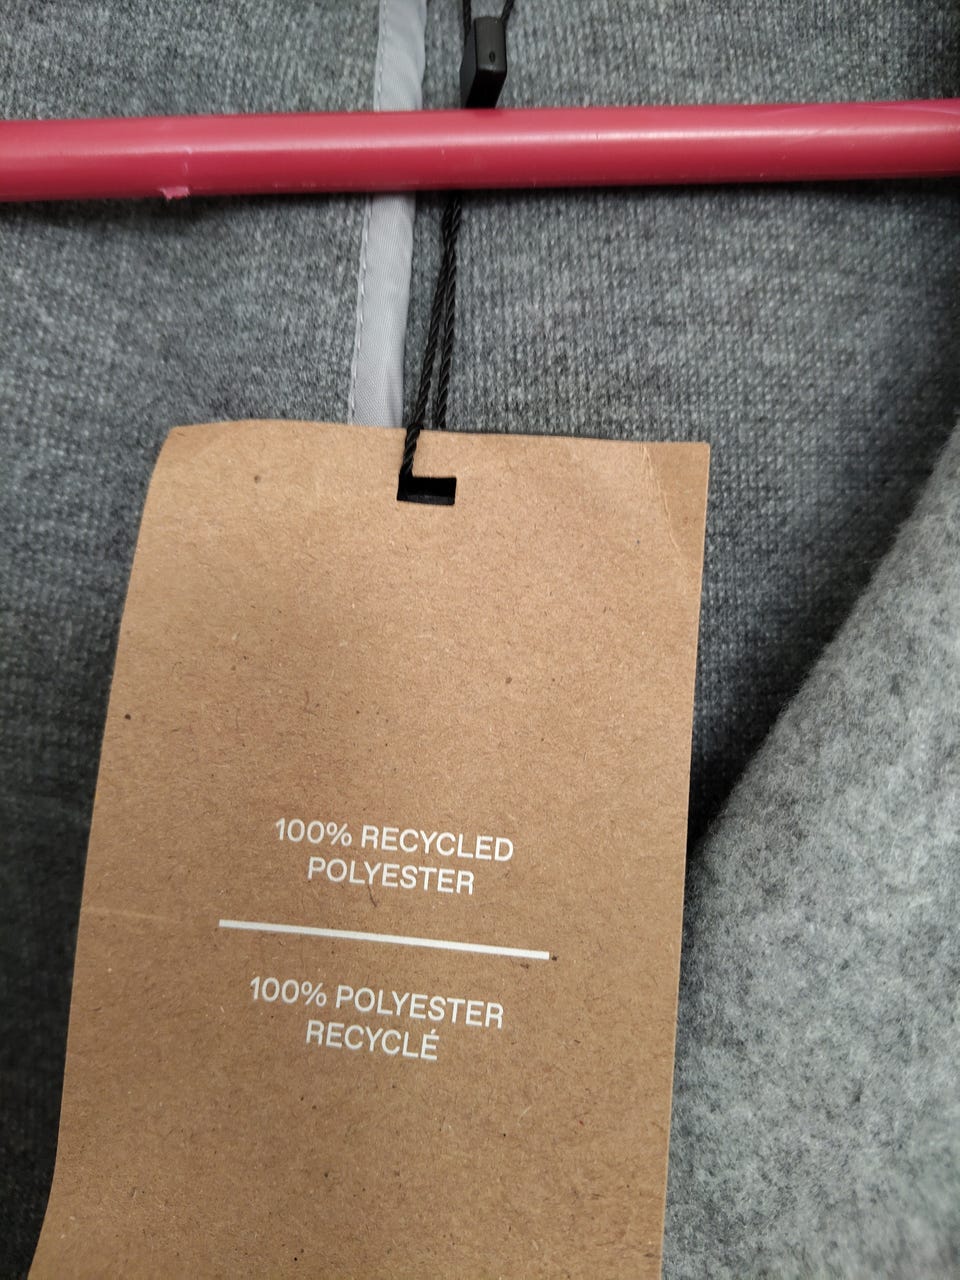 100% RECYCLED
POLYESTER
100% POLYESTER
RECYCLÉ